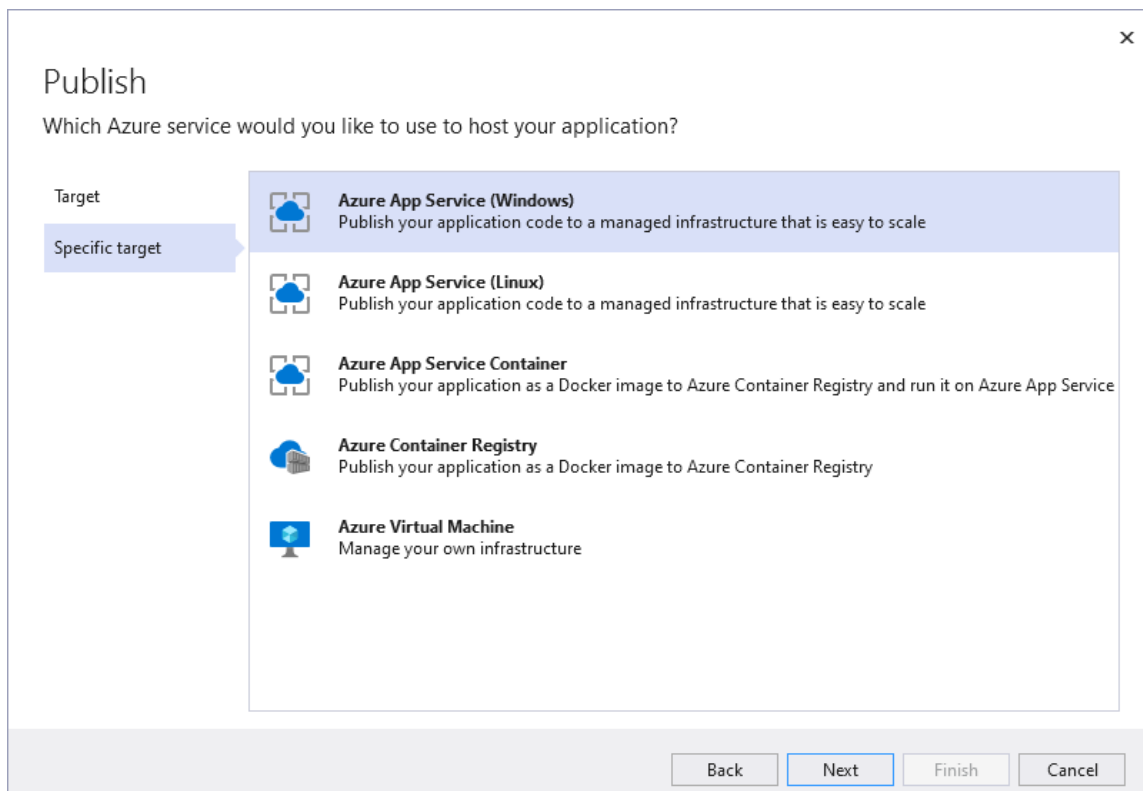 Publish
Which Azure service would you like to use to host your application?
Target
Specific target
Azure App Service (Windows)
Publish your application code to a managed infrastructure that is easy to scale
Azure App Service (Linux)
Publish your application code to a managed infrastructure that is easy to scale
Azure App Service Container
Publish your application as a Docker image to Azure Container Registry and run it on Azure App Service
Azure Container Registry
Publish your application as a Docker image to Azure Container Registry
Azure Virtual Machine
Manage your own infrastructure
Back
Next
Finish
Cancel